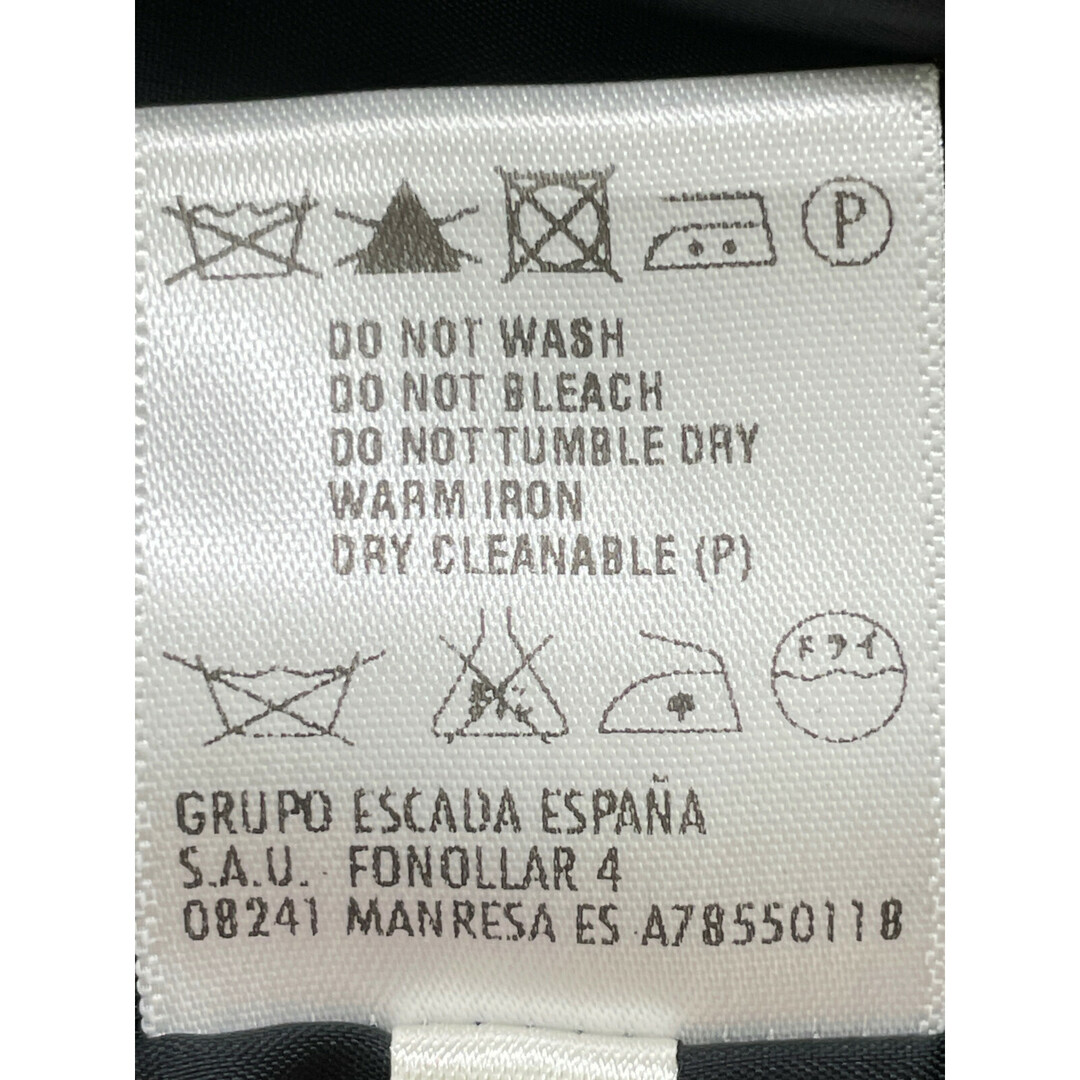 P
DO NOT WASH
DO NOT BLEACH
DO NOT TUMBLE DRY
WARM IRON
DRY CLEANABLE (P)
ドライ
GRUPO ESCADA ESPAÑA
S.A.U. FONOLLAR 4
08241 MANRESA ES A78550118